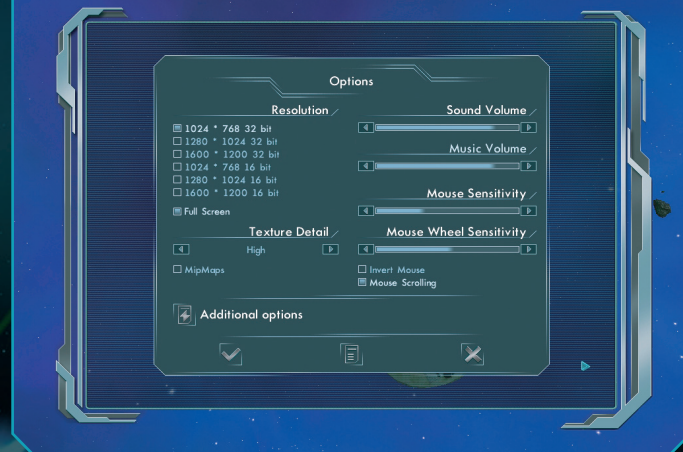 Options
Resolution
1024 * 768 32 bit
1280 * 1024 32 bit
1600 * 1200 32 bit
1024 * 768 16 bit
1280 * 1024 16 bit
1600 * 1200 16 bit
Full Screen
Texture Detail
High
MipMaps
Sound Volume
Music Volume
Mouse Sensitivity
Mouse Wheel Sensitivity
Invert Mouse
Mouse Scrolling
Additional options